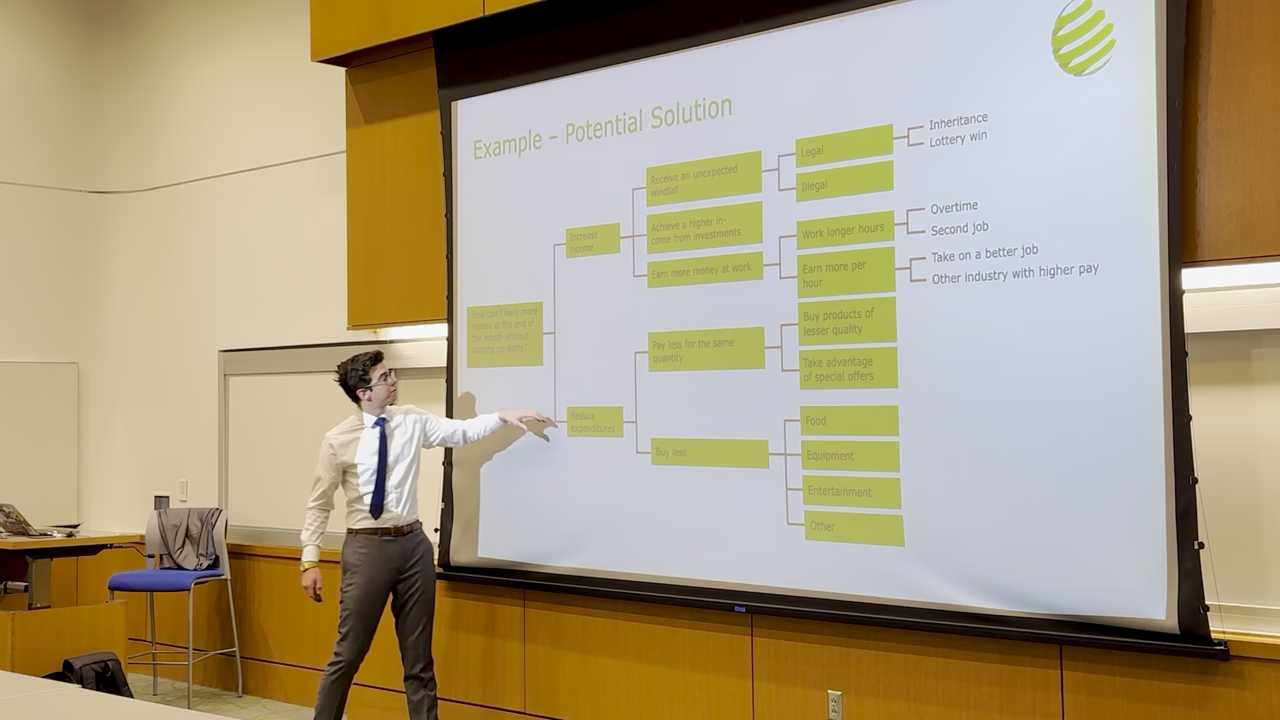 Example – Potential Solution
How can I have more
money at the end of
the month without
running up debts?
Increase
income
Reduce
expenditures
Receive an unexpected
windfall
Achieve a higher in-
come from investments
Earn more money at work
Pay less for the same
quantity
Buy less
Legal
Illegal
Work longer hours
Earn more per
hour
Buy products of
lesser quality
Take advantage
of special offers
Food
Equipment
Entertainment
Other
Inheritance
Lottery win
Overtime
Second job
Take on a better job
Other industry with higher pay